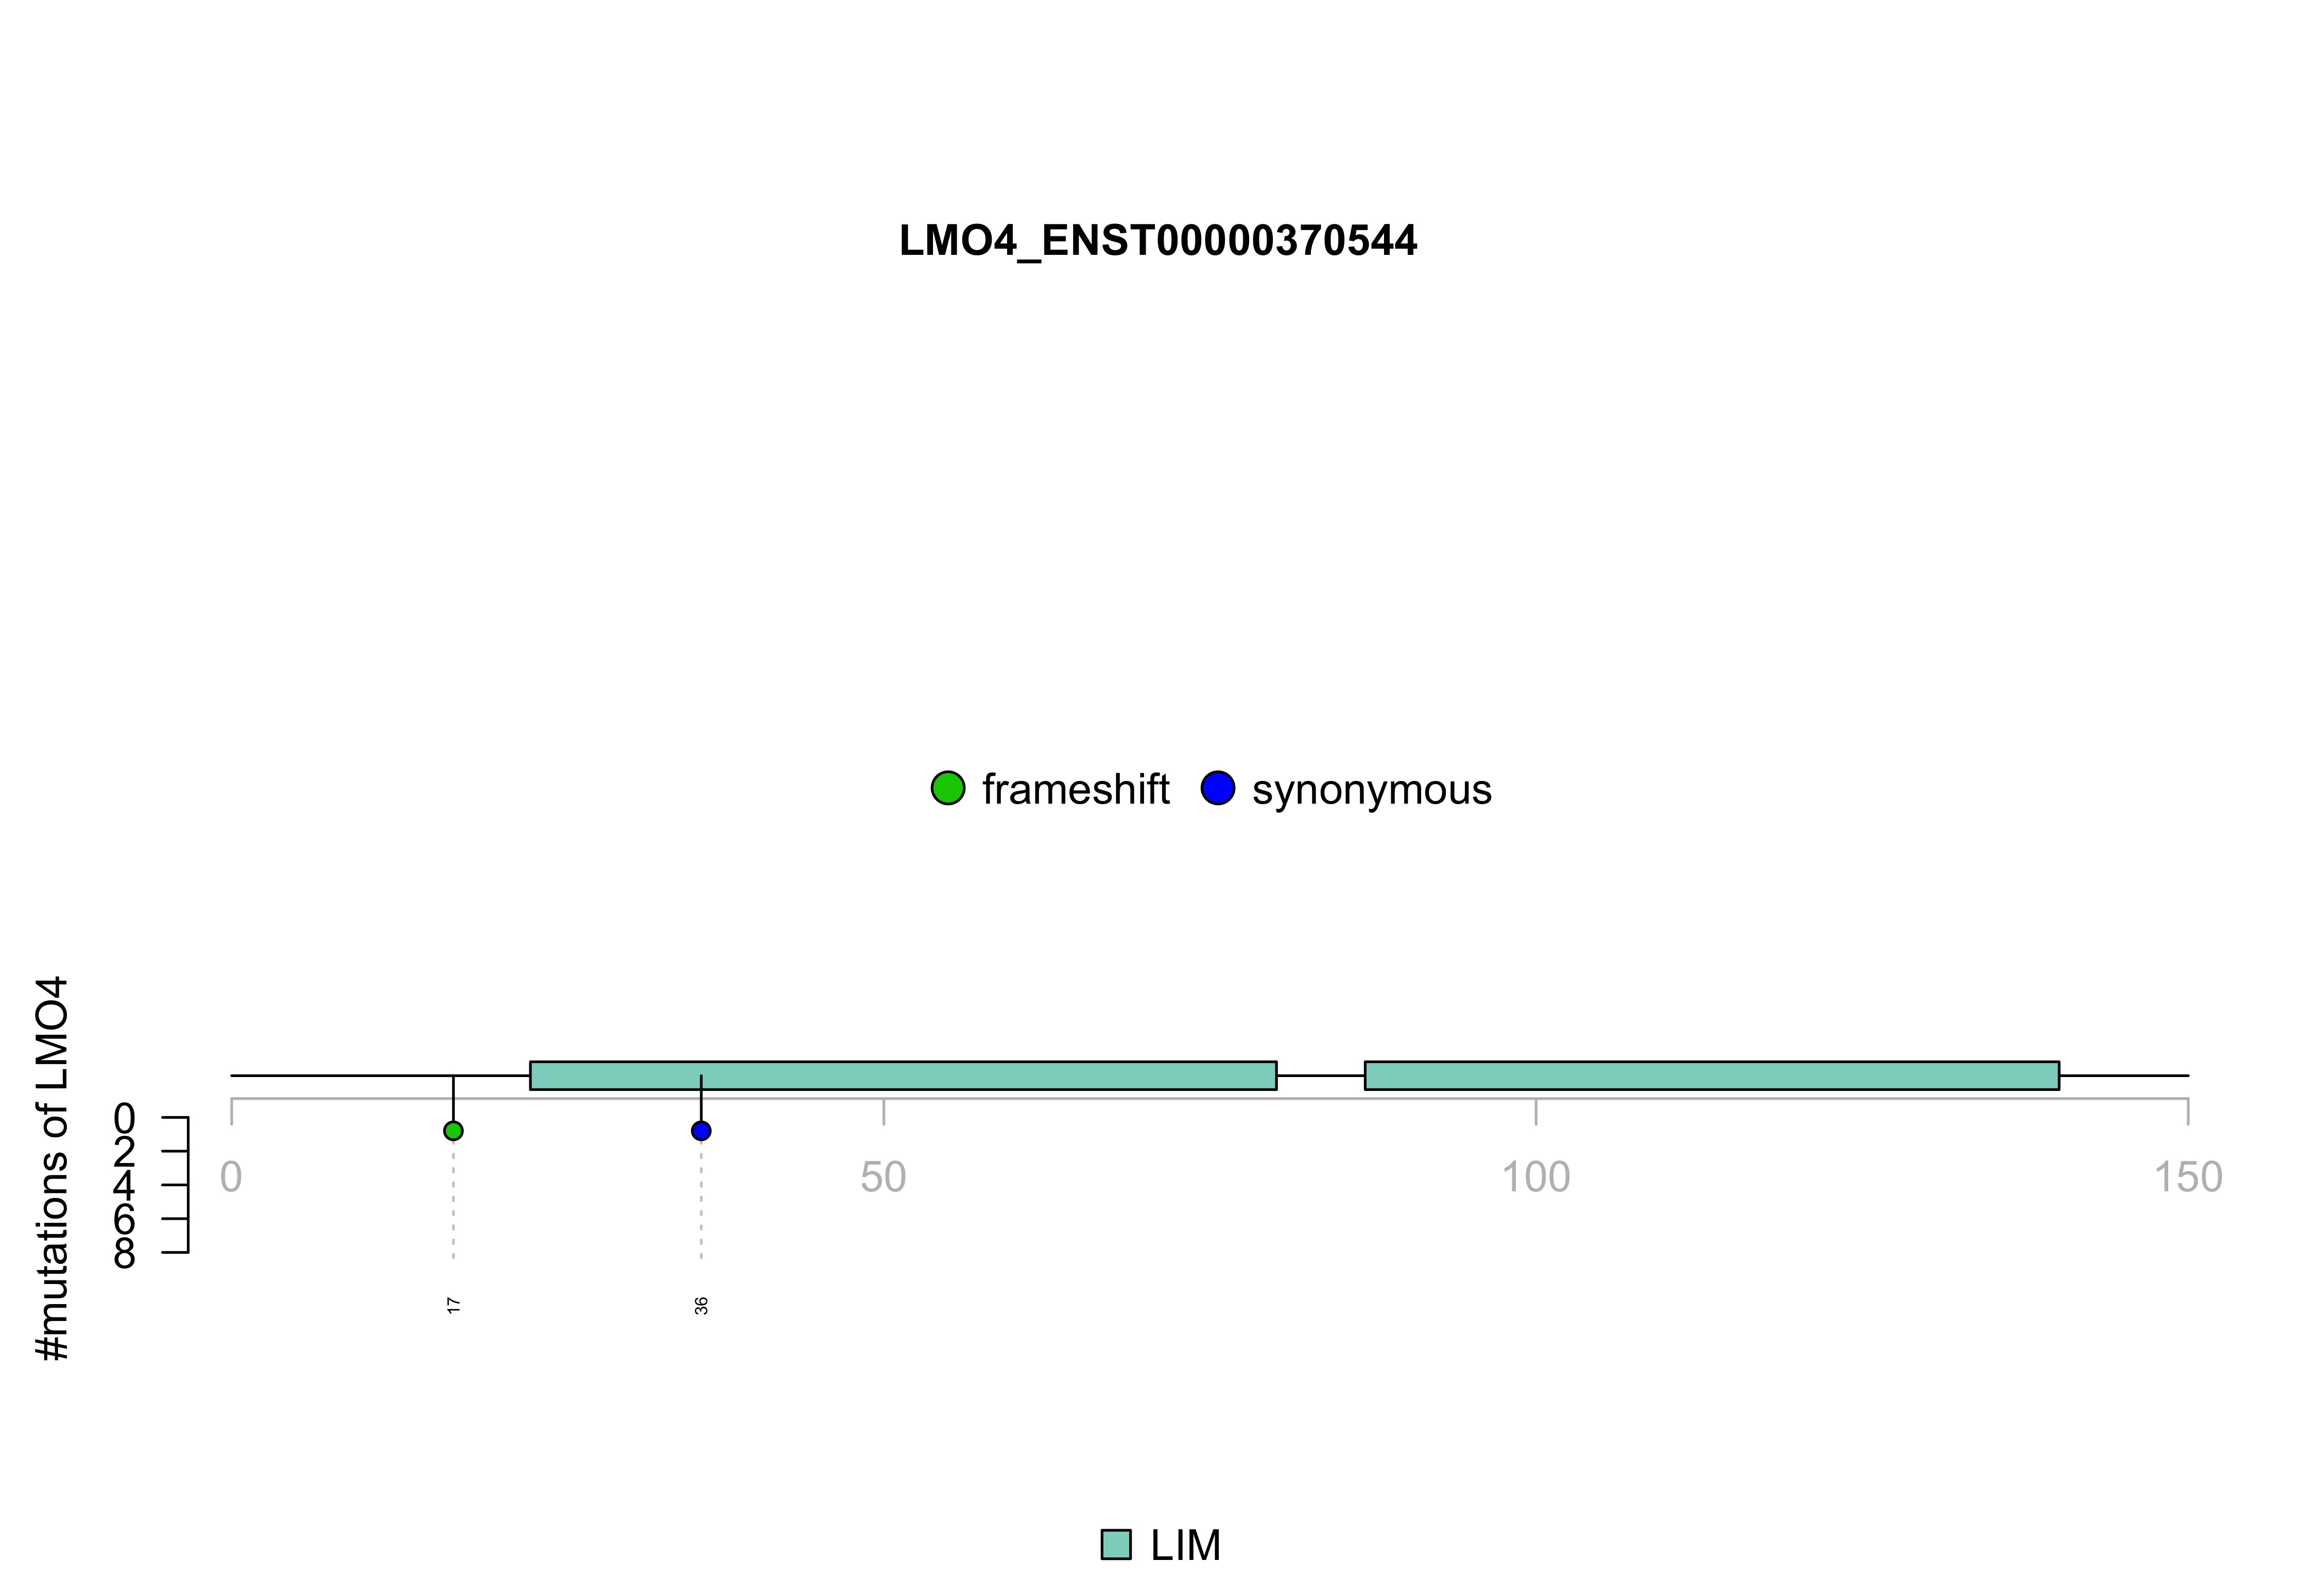 LMO4_ENST00000370544
frameshift synonymous
#mutations of LMO4
0
2
4
6
8
0 50 100 150
17 36
LIM